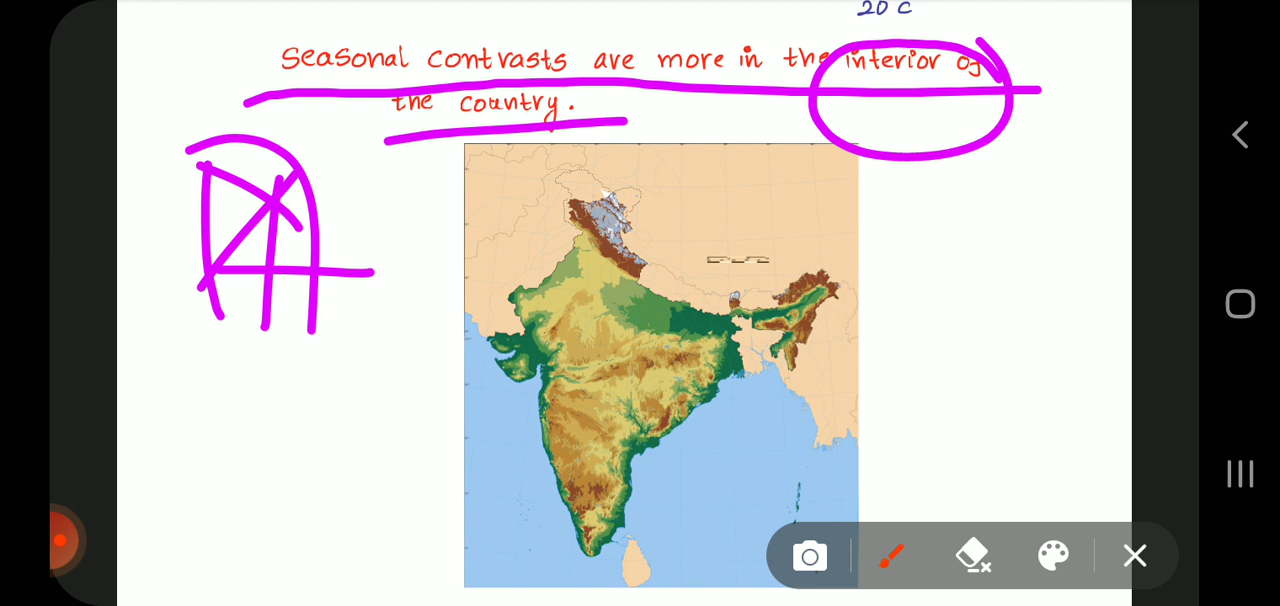 20 c
Seasonal contrasts are more in the interior of
the country.